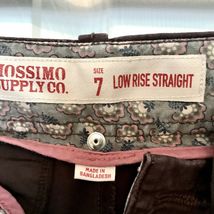 MOSSIMO
SUPPLY CO.
SIZE
7
LOW RISE STRAIGHT
MADE IN
BANGLADESH